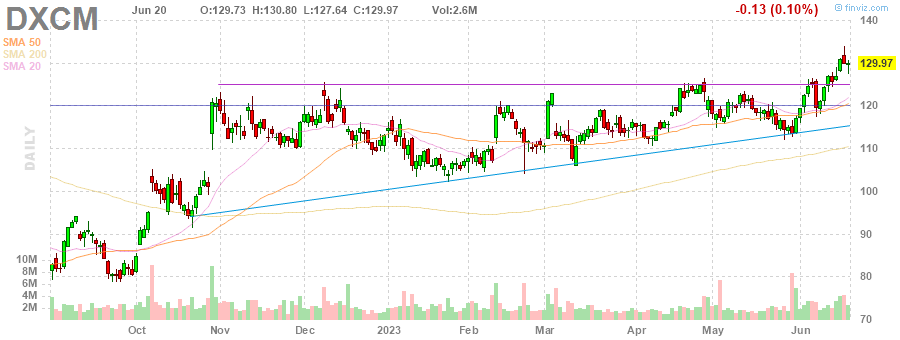 DXCM Jun 20 O:129.73 H:130.80 L:127.64 C:129.97 Vol:2.6M -0.13 (0.10%) © finviz.com
SMA 50
SMA 200
SMA 20
DAILY
140
129.97
120
110
100
90
80
70
10M
8M
6M
4M
2M
Oct Nov Dec 2023 Feb Mar Apr May Jun